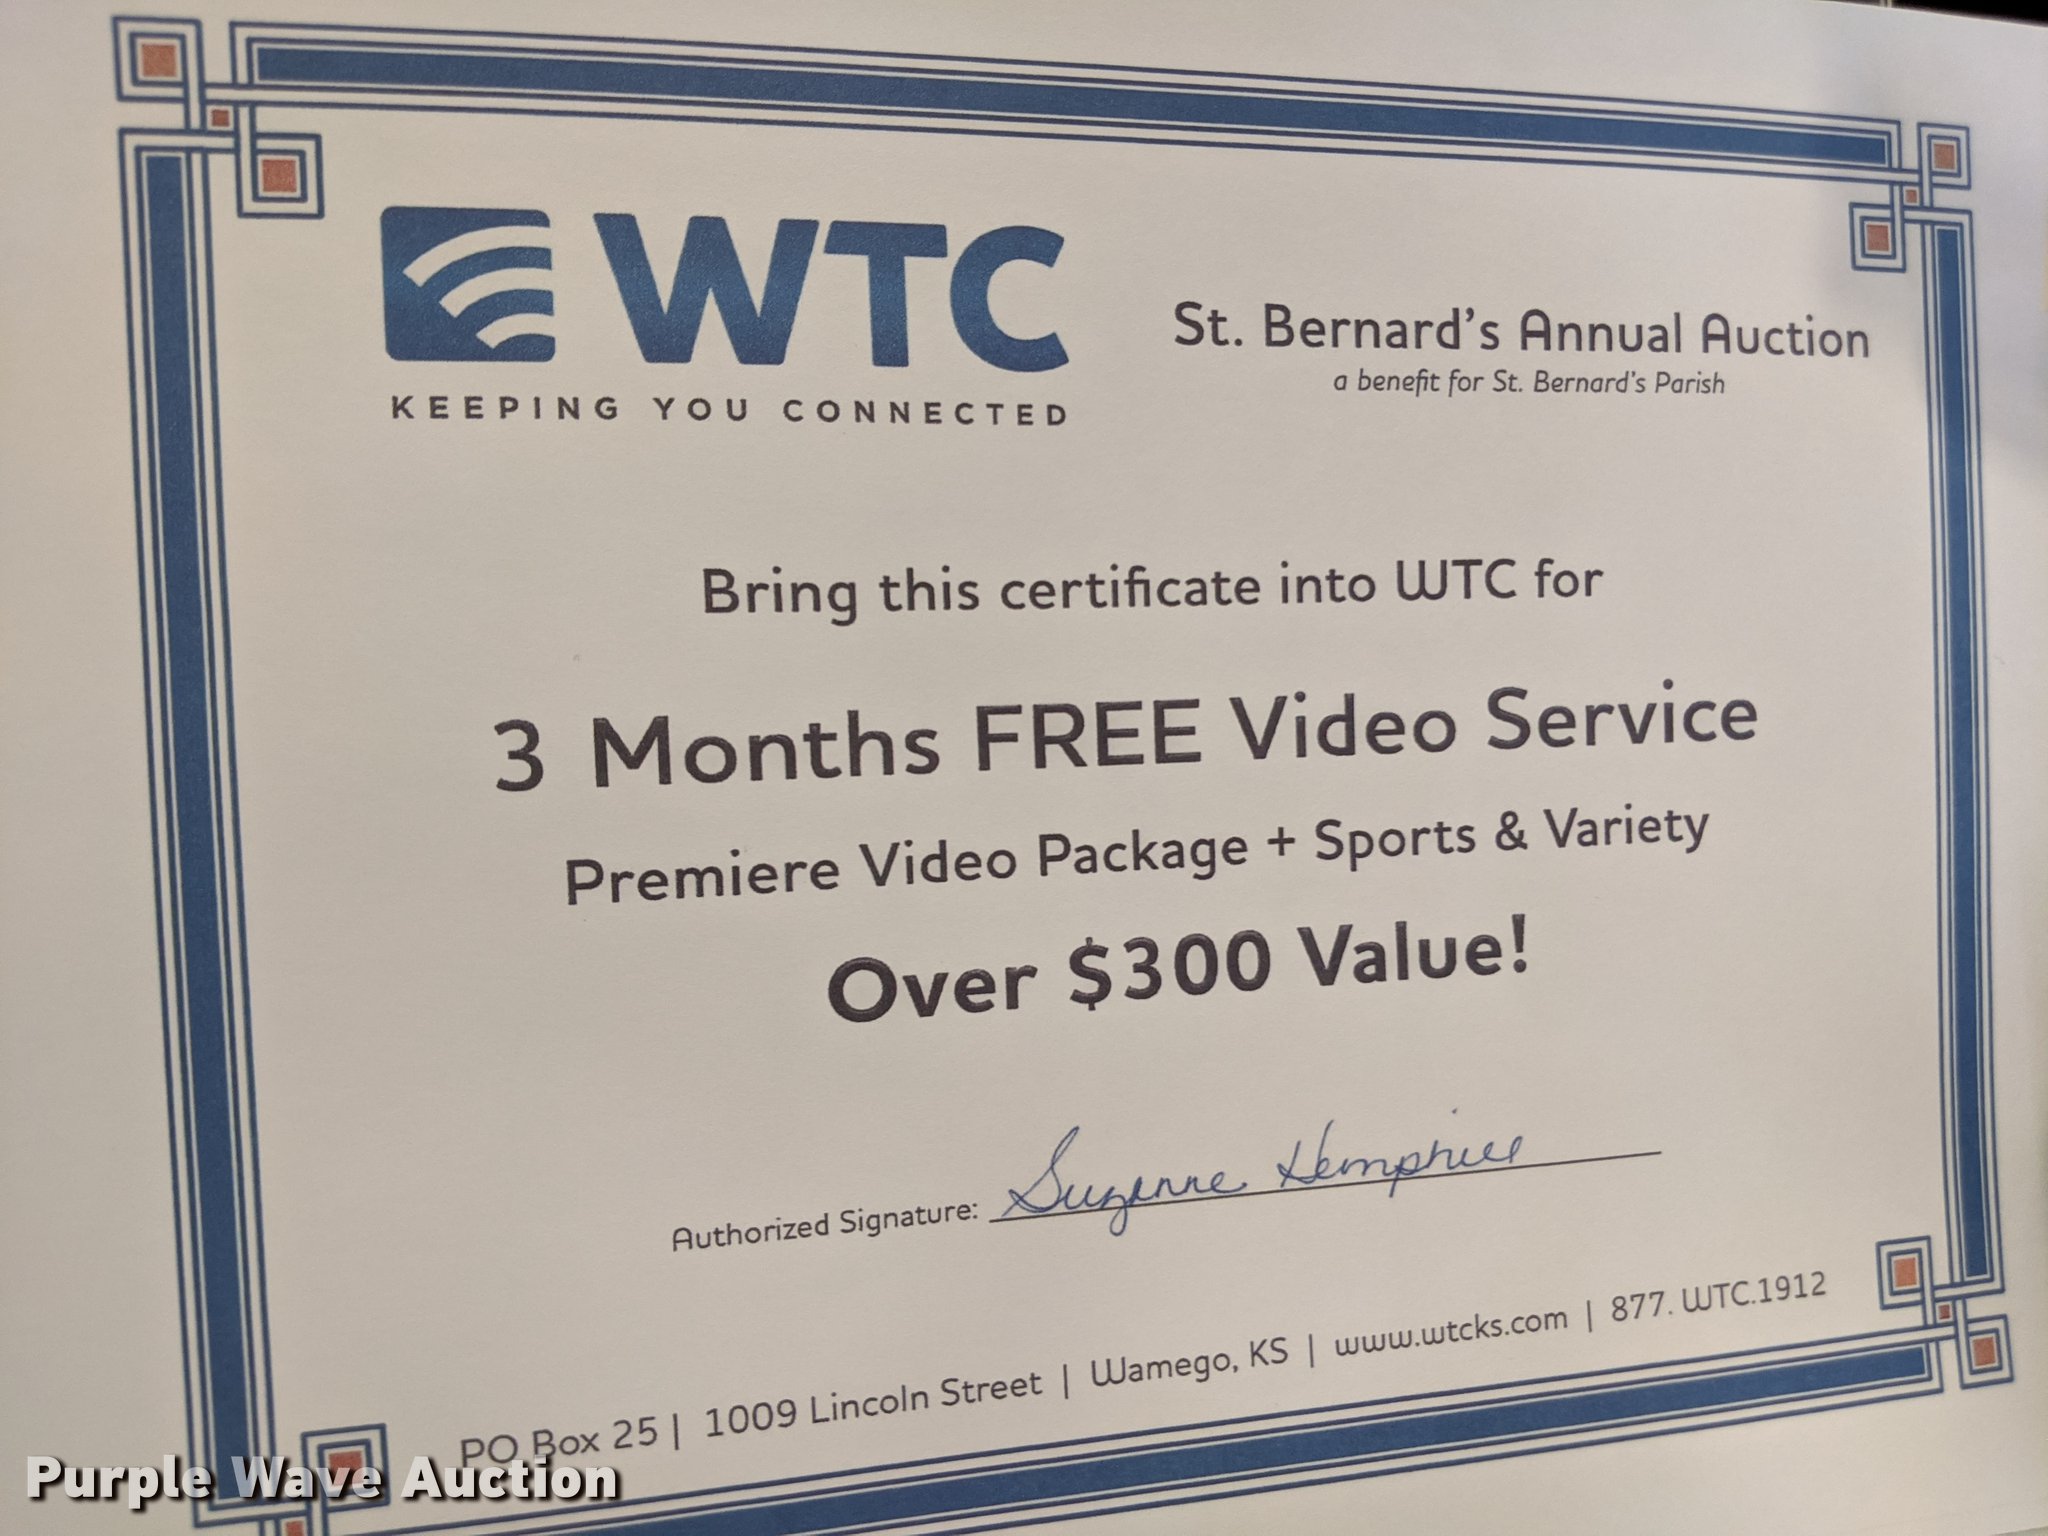 WTC
KEEPING YOU CONNECTED
St. Bernard's Annual Auction
a benefit for St. Bernard's Parish
Bring this certificate into WTC for
3 Months FREE Video Service
Premiere Video Package + Sports & Variety
Over $300 Value!
Authorized Signature: Suzanne Hemphill
PO Box 25 | 1009 Lincoln Street | Wamego, KS | www.wtcks.com | 877. WTC.1912
Purple Wave Auction